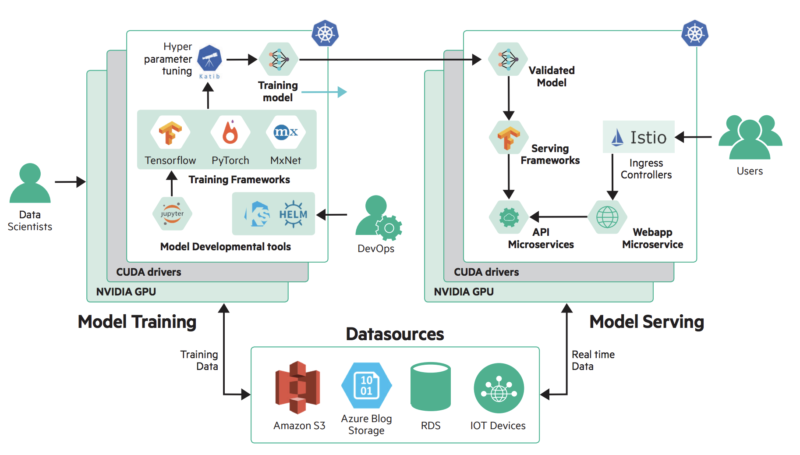 Hyper
parameter
tuning
Katib
Training
model
Tensorflow
PyTorch
mx
MxNet
Training Frameworks
jupyter
KS
HELM
Model Developmental tools
Data
Scientists
DevOps
CUDA drivers
NVIDIA GPU
Model Training
Validated
Model
Serving
Frameworks
Istio
Ingress
Controllers
Users
API
Microservices
Webapp
Microservice
CUDA drivers
NVIDIA GPU
Model Serving
Datasources
Training
Data
Real time
Data
10
01
Amazon S3
Azure Blog
Storage
RDS
IOT Devices